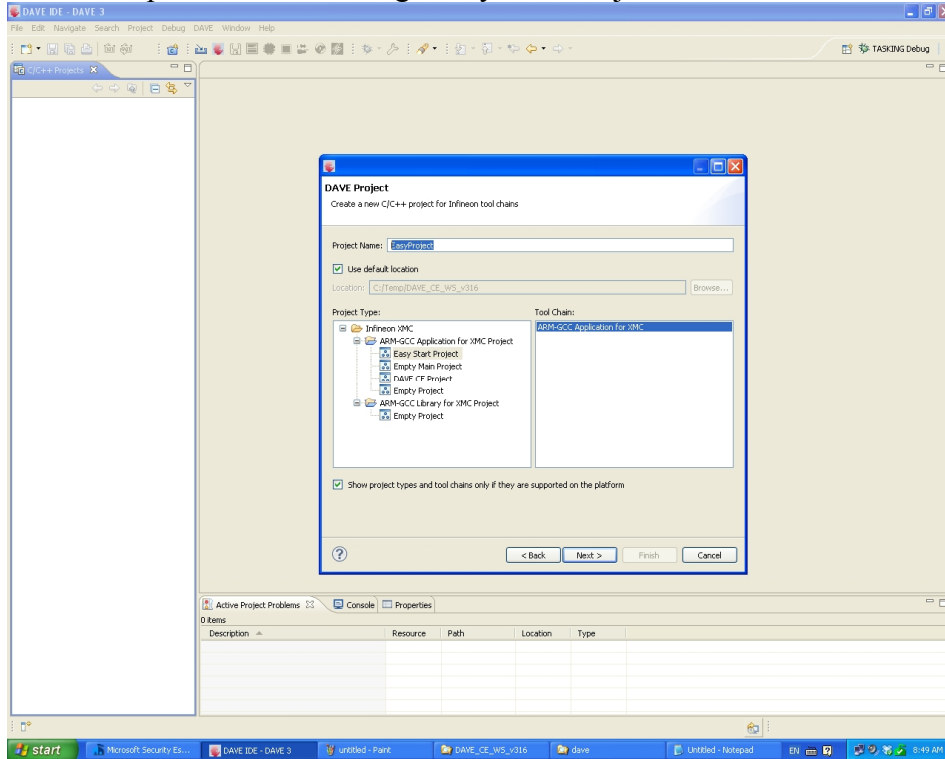 DAVE IDE - DAVE 3
File Edit Navigate Search Project Debug DAVE Window Help
TASKING Debug
C/C++ Projects
DAVE Project
Create a new C/C++ project for Infineon tool chains
Project Name: EasyProject
Use default location
Location: C:/Temp/DAVE_CE_WS_v316 Browse...
Project Type: Tool Chain:
Infineon XMC ARM-GCC Application for XMC
ARM-GCC Application for XMC Project
Easy Start Project
Empty Main Project
DAVE CE Project
Empty Project
ARM-GCC Library for XMC Project
Empty Project
Show project types and tool chains only if they are supported on the platform
< Back Next > Finish Cancel
Active Project Problems Console Properties
0 items
Description Resource Path Location Type
start Microsoft Security Es... DAVE IDE - DAVE 3 untitled - Paint DAVE_CE_WS_v316 dave Untitled - Notepad EN 8:49 AM